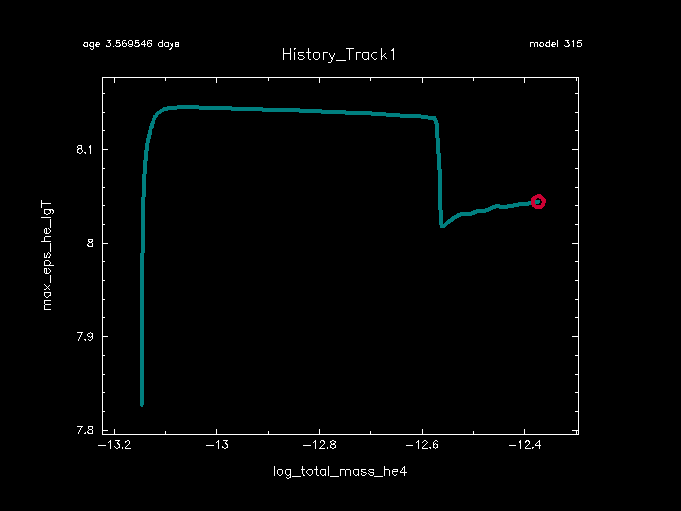 age 3.569546 days
model 315
History_Track1
max_eps_he_lgT
8.1
8
7.9
7.8
−13.2
−13
−12.8
−12.6
−12.4
log_total_mass_he4